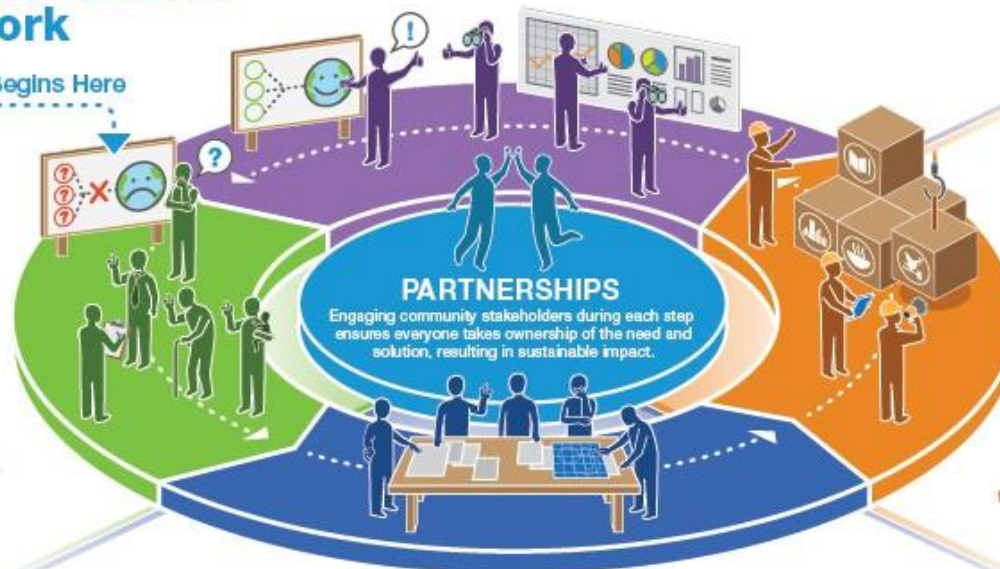 ork
Begins Here
!
?
?
?
?
PARTNERSHIPS
Engaging community stakeholders during each step
ensures everyone takes ownership of the need and
solution, resulting in sustainable impact.